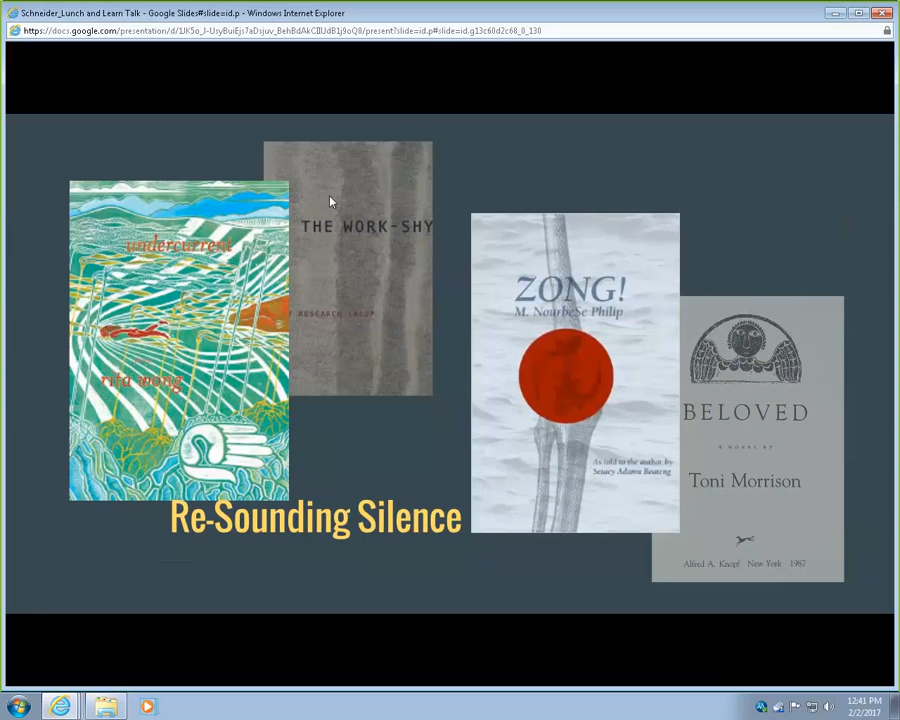 Schneider_Lunch and Learn Talk - Google Slides#slide=id.p - Windows Internet Explorer
undercurrent
rita wong
THE WORK-SHY
RESEARCH GROUP
ZONG!
M. NourbeSe Philip
As told to the author by
Setaey Adamu Boateng
BELOVED
A NOVEL BY
Toni Morrison
Alfred A. Knopf New York 1987
Re-Sounding Silence
12:41 PM
2/2/2017